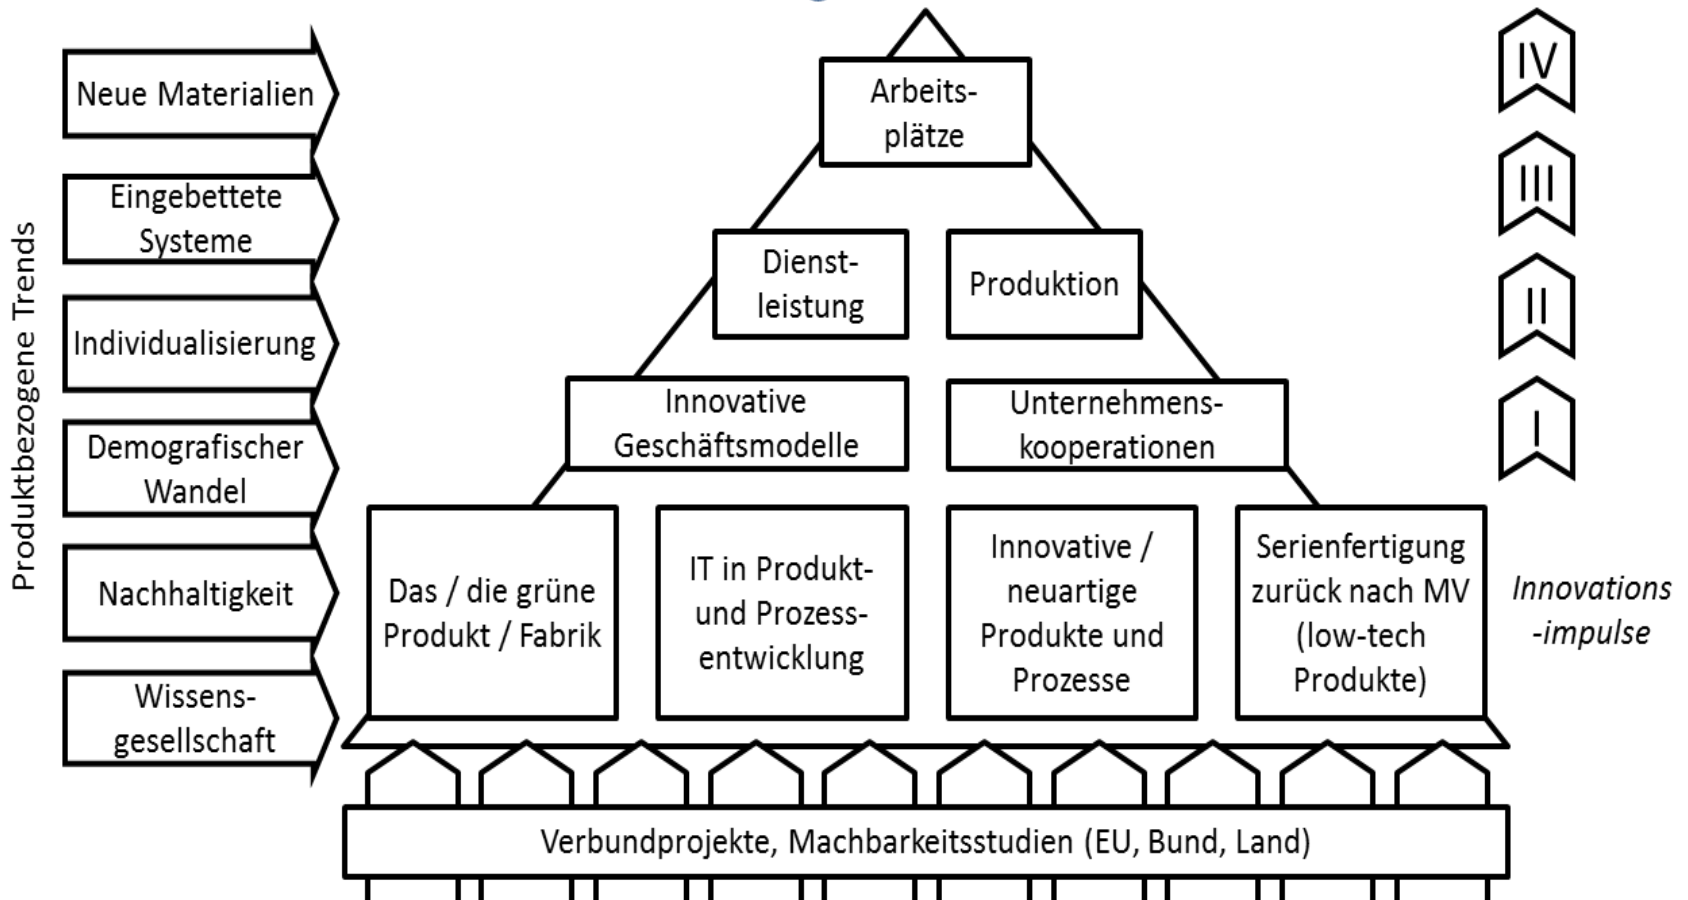 Produktbezogene Trends
Neue Materialien
Eingebettete
Systeme
Individualisierung
Demografischer
Wandel
Nachhaltigkeit
Wissens-
gesellschaft
Arbeits-
plätze
Dienst-
leistung
Produktion
Innovative
Geschäftsmodelle
Unternehmens-
kooperationen
Das / die grüne
Produkt / Fabrik
IT in Produkt-
und Prozess-
entwicklung
Innovative /
neuartige
Produkte und
Prozesse
Serienfertigung
zurück nach MV
(low-tech
Produkte)
Verbundprojekte, Machbarkeitsstudien (EU, Bund, Land)
IV
III
II
I
Innovations
-impulse